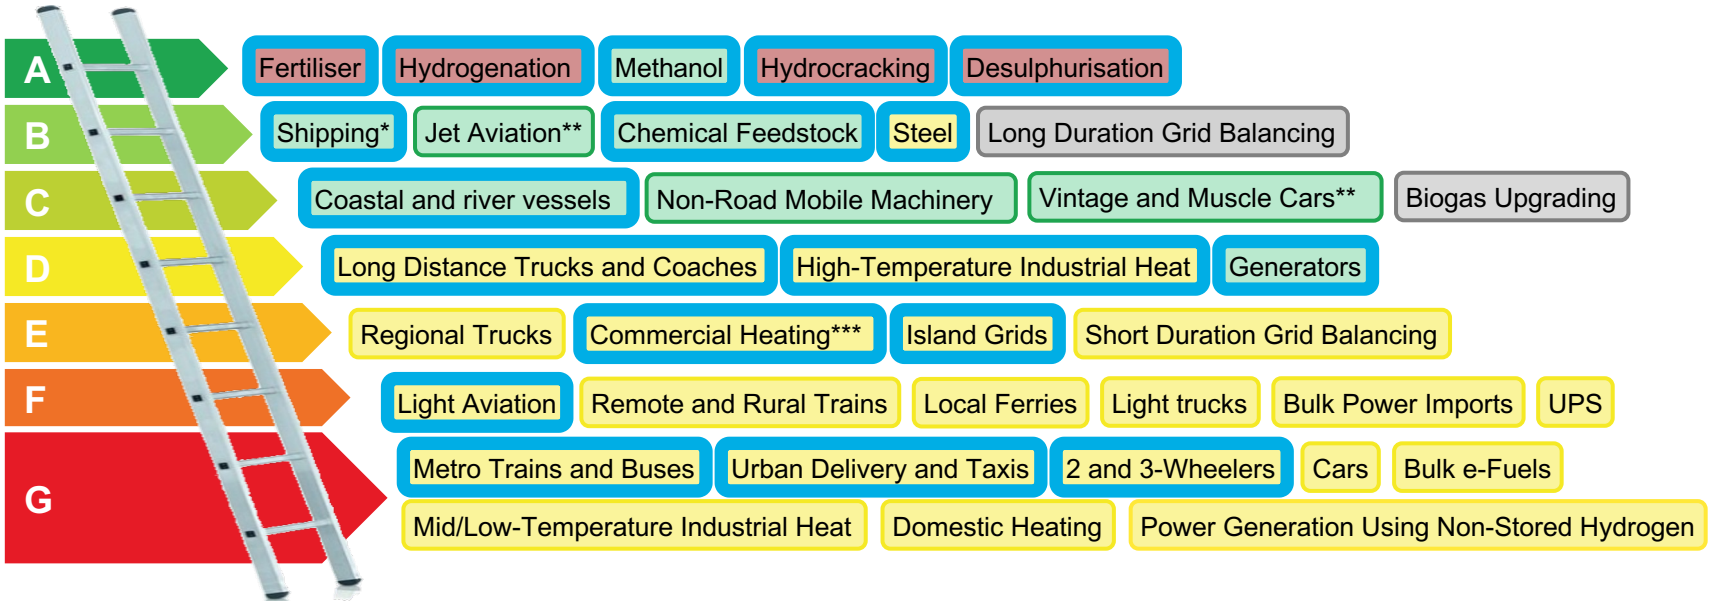 A Fertiliser Hydrogenation Methanol Hydrocracking Desulphurisation
B Shipping* Jet Aviation** Chemical Feedstock Steel Long Duration Grid Balancing
C Coastal and river vessels Non-Road Mobile Machinery Vintage and Muscle Cars** Biogas Upgrading
D Long Distance Trucks and Coaches High-Temperature Industrial Heat Generators
E Regional Trucks Commercial Heating*** Island Grids Short Duration Grid Balancing
F Light Aviation Remote and Rural Trains Local Ferries Light trucks Bulk Power Imports UPS
G Metro Trains and Buses Urban Delivery and Taxis 2 and 3-Wheelers Cars Bulk e-Fuels
Mid/Low-Temperature Industrial Heat Domestic Heating Power Generation Using Non-Stored Hydrogen